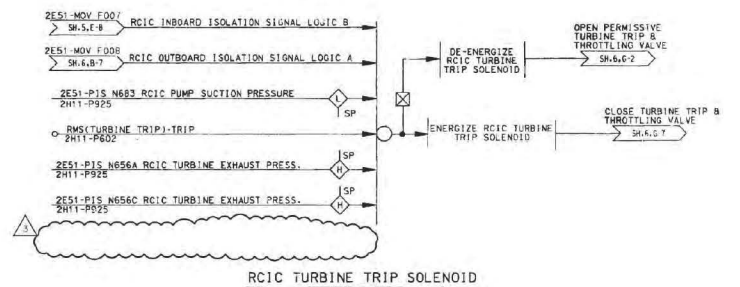 2E51-MOV F007
SH.5,E-8
RCIC INBOARD ISOLATION SIGNAL LOGIC B
2E51-MOV F008
SH.6,B-7
RCIC OUTBOARD ISOLATION SIGNAL LOGIC A
2E51-PIS N683 RCIC PUMP SUCTION PRESSURE
2H11-P925
L
SP
RMS(TURBINE TRIP)-TRIP
2H11-P602
2E51-PIS N656A RCIC TURBINE EXHAUST PRESS.
2H11-P925
SP
H
2E51-PIS N656C RCIC TURBINE EXHAUST PRESS.
2H11-P925
SP
H
3
DE-ENERGIZE
RCIC TURBINE
TRIP SOLENOID
OPEN PERMISSIVE
TURBINE TRIP &
THROTTLING VALVE
SH.6,G-2
ENERGIZE RCIC TURBINE
TRIP SOLENOID
CLOSE TURBINE TRIP &
THROTTLING VALVE
SH.6,G-7
RCIC TURBINE TRIP SOLENOID